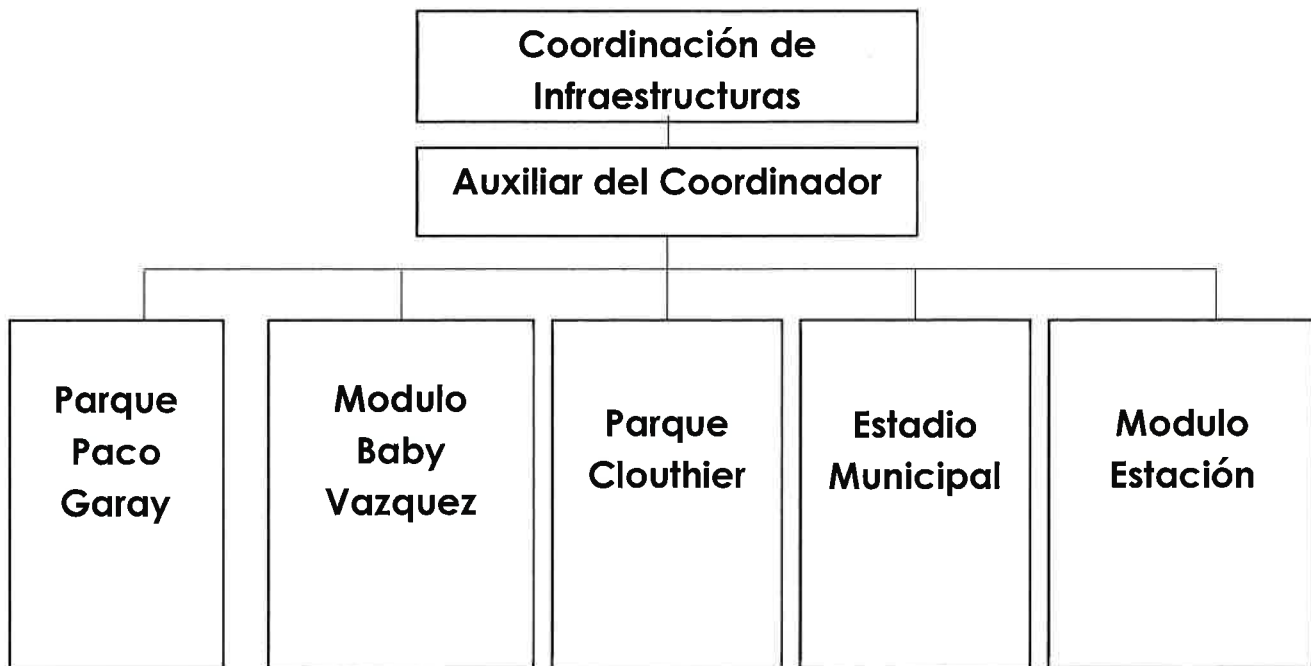 Coordinación de
Infraestructuras
Auxiliar del Coordinador
Parque
Paco
Garay
Modulo
Baby
Vazquez
Parque
Clouthier
Estadio
Municipal
Modulo
Estación